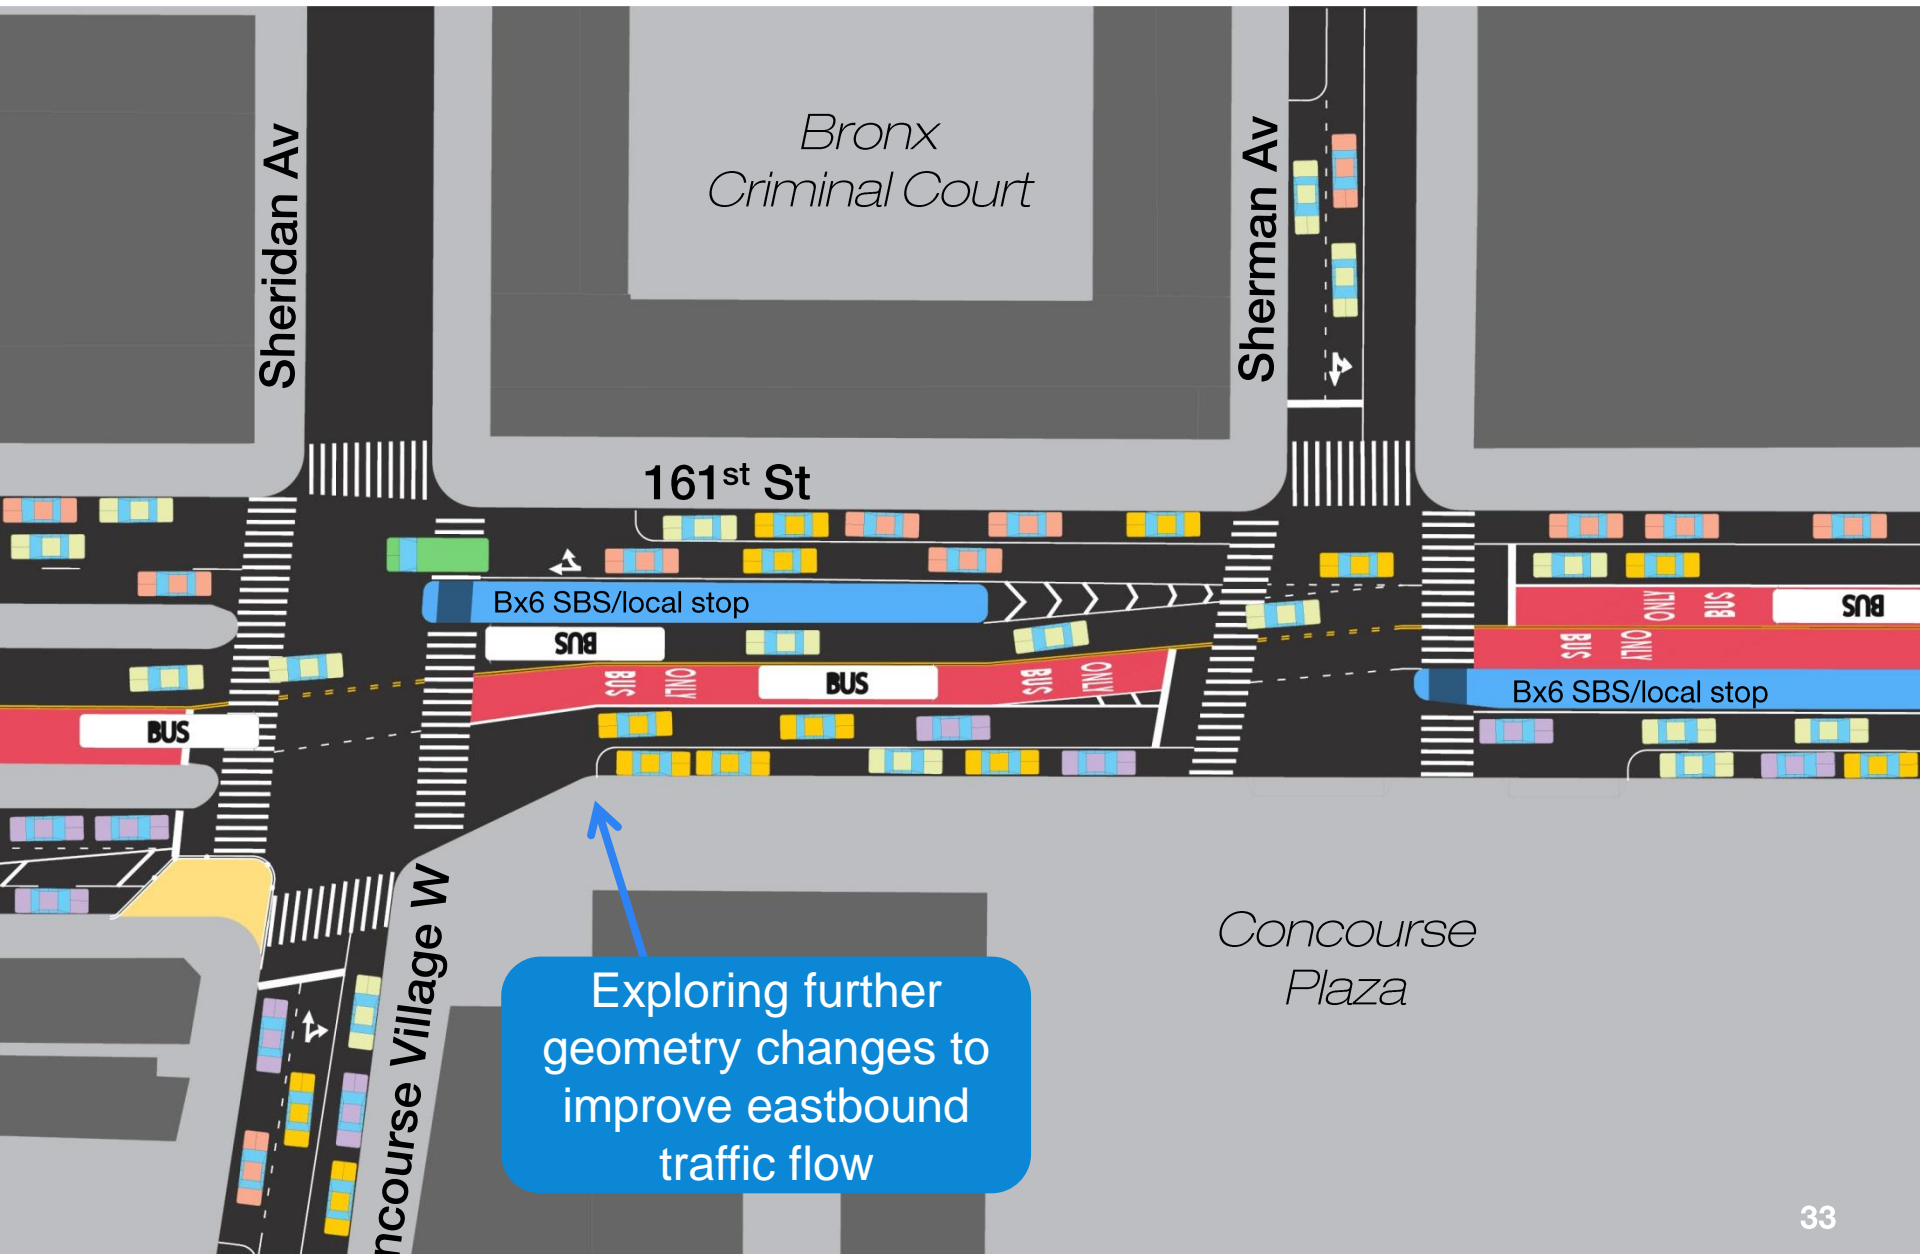 Bronx
Criminal Court
Sheridan Av
Sherman Av
161st St
Bx6 SBS/local stop
BUS
BUS ONLY
BUS
BUS ONLY
BUS
BUS ONLY
BUS ONLY
BUS
Bx6 SBS/local stop
BUS
ncourse Village W
Concourse
Plaza
Exploring further
geometry changes to
improve eastbound
traffic flow
33